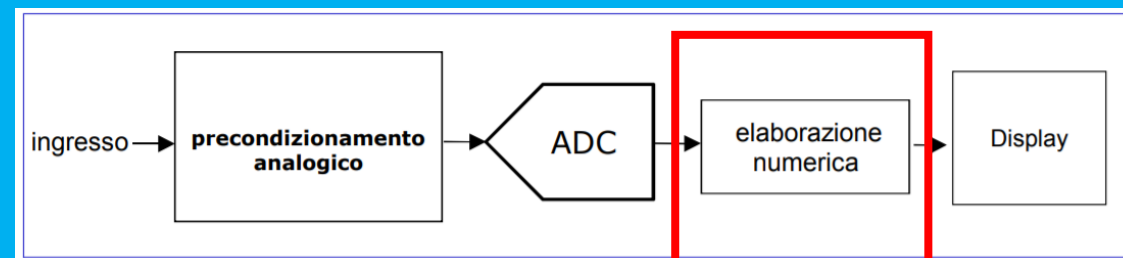 ingresso
precondizionamento
analogico
ADC
elaborazione
numerica
Display